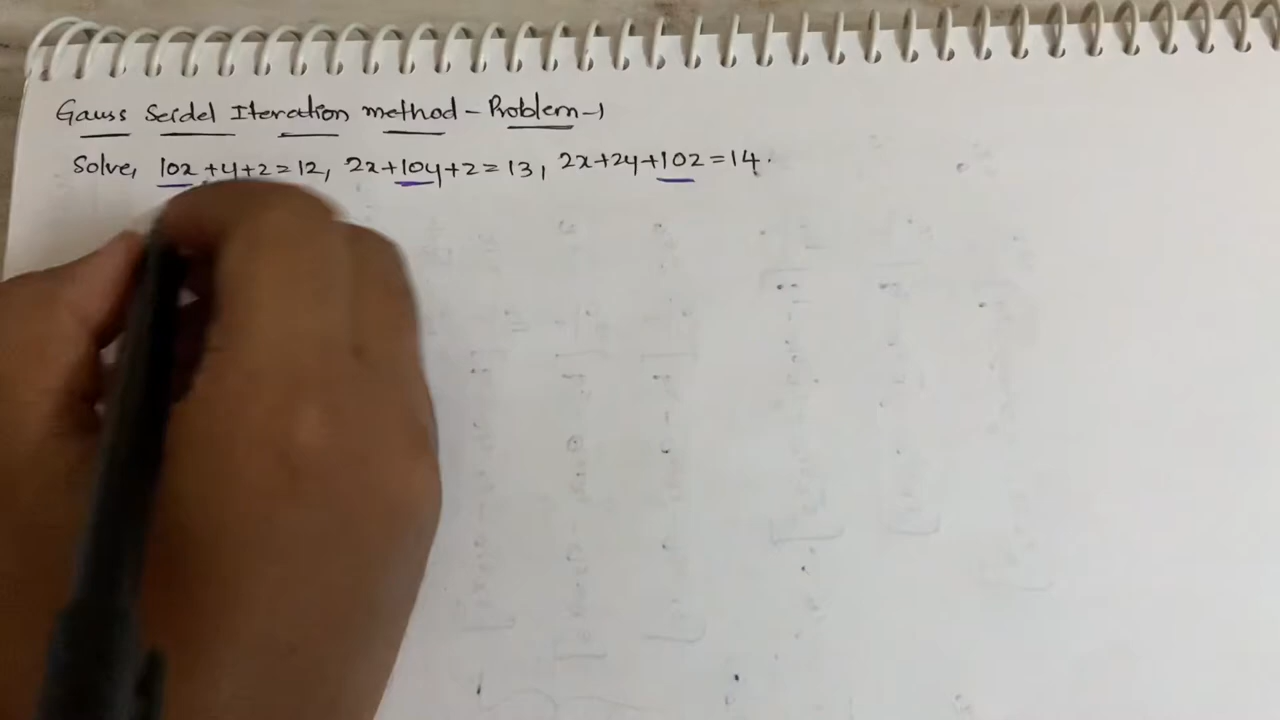 Gauss Seidel Iteration method - Problem-1
Solve, 10x+y+z=12, 2x+10y+z=13, 2x+2y+10z=14.